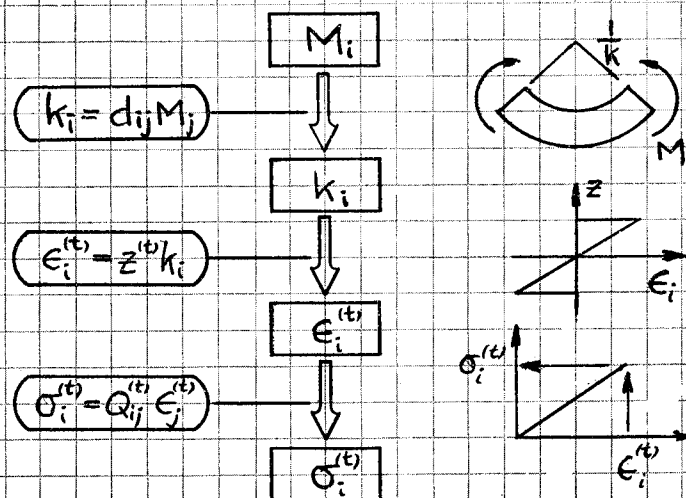 M_i
1/k
k_i = d_ij M_j
M
k_i
z
ϵ_i^(t) = z^(t) k_i
ϵ_i
ϵ_i^(t)
σ_i^(t)
σ_i^(t) = Q_ij^(t) ϵ_j^(t)
ϵ_i^(t)
σ_i^(t)